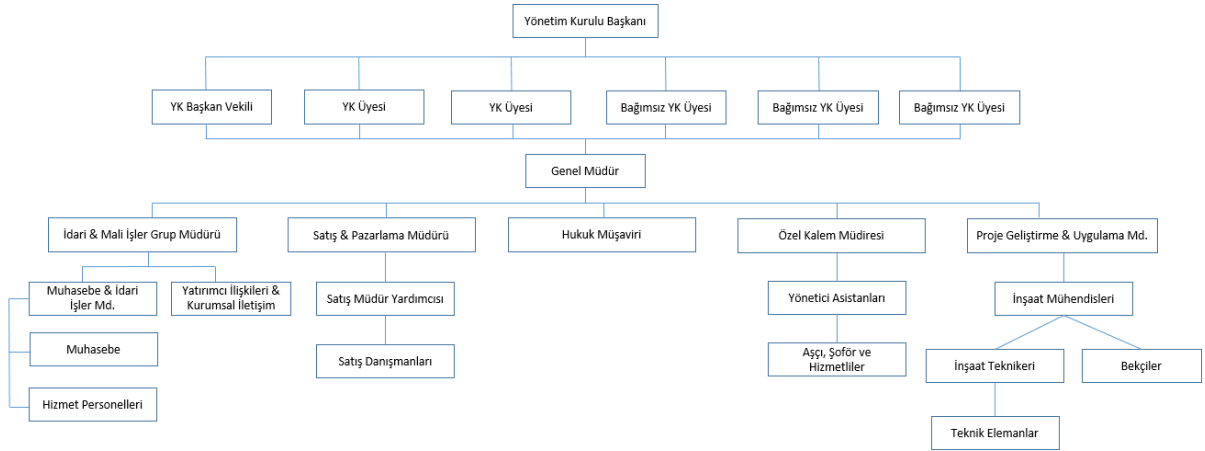 Yönetim Kurulu Başkanı
YK Başkan Vekili
YK Üyesi
YK Üyesi
Bağımsız YK Üyesi
Bağımsız YK Üyesi
Bağımsız YK Üyesi
Genel Müdür
İdari & Mali İşler Grup Müdürü
Satış & Pazarlama Müdürü
Hukuk Müşaviri
Özel Kalem Müdiresi
Proje Geliştirme & Uygulama Md.
Muhasebe & İdari
İşler Md.
Yatırımcı İlişkileri &
Kurumsal İletişim
Satış Müdür Yardımcısı
Yönetici Asistanları
İnşaat Mühendisleri
Muhasebe
Satış Danışmanları
Aşçı, Şoför ve
Hizmetliler
İnşaat Teknikeri
Bekçiler
Hizmet Personelleri
Teknik Elemanlar